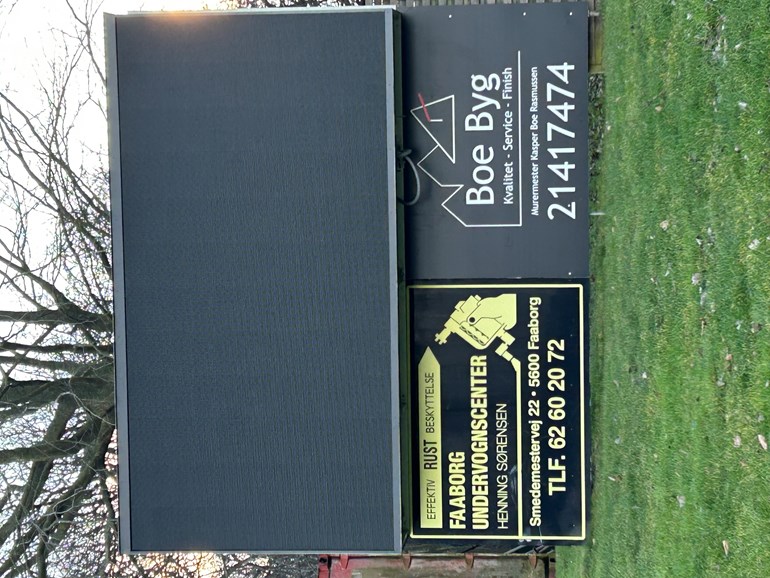 EFFEKTIV RUST BESKYTTELSE
FAABORG
UNDERVOGNSCENTER
HENNING SØRENSEN
Smedemestervej 22 • 5600 Faaborg
TLF. 62 60 20 72
Boe Byg
Kvalitet - Service - Finish
Murermester Kasper Boe Rasmussen
21417474